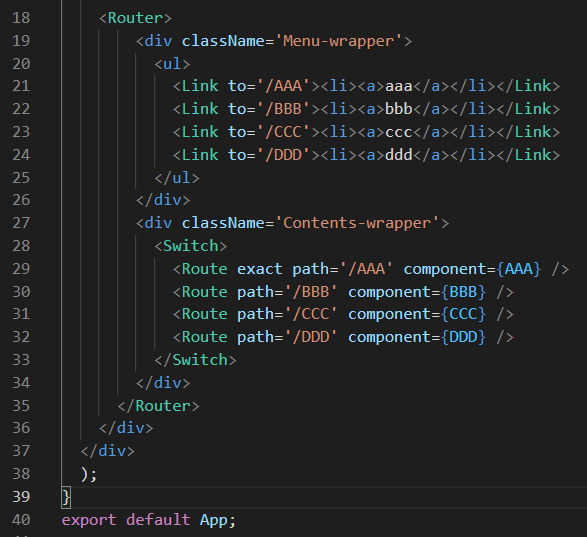 18 <Router>
19 <div className='Menu-wrapper'>
20 <ul>
21 <Link to='/AAA'><li><a>aaa</a></li></Link>
22 <Link to='/BBB'><li><a>bbb</a></li></Link>
23 <Link to='/CCC'><li><a>ccc</a></li></Link>
24 <Link to='/DDD'><li><a>ddd</a></li></Link>
25 </ul>
26 </div>
27 <div className='Contents-wrapper'>
28 <Switch>
29 <Route exact path='/AAA' component={AAA} />
30 <Route path='/BBB' component={BBB} />
31 <Route path='/CCC' component={CCC} />
32 <Route path='/DDD' component={DDD} />
33 </Switch>
34 </div>
35 </Router>
36 </div>
37 </div>
38 );
39 }
40 export default App;